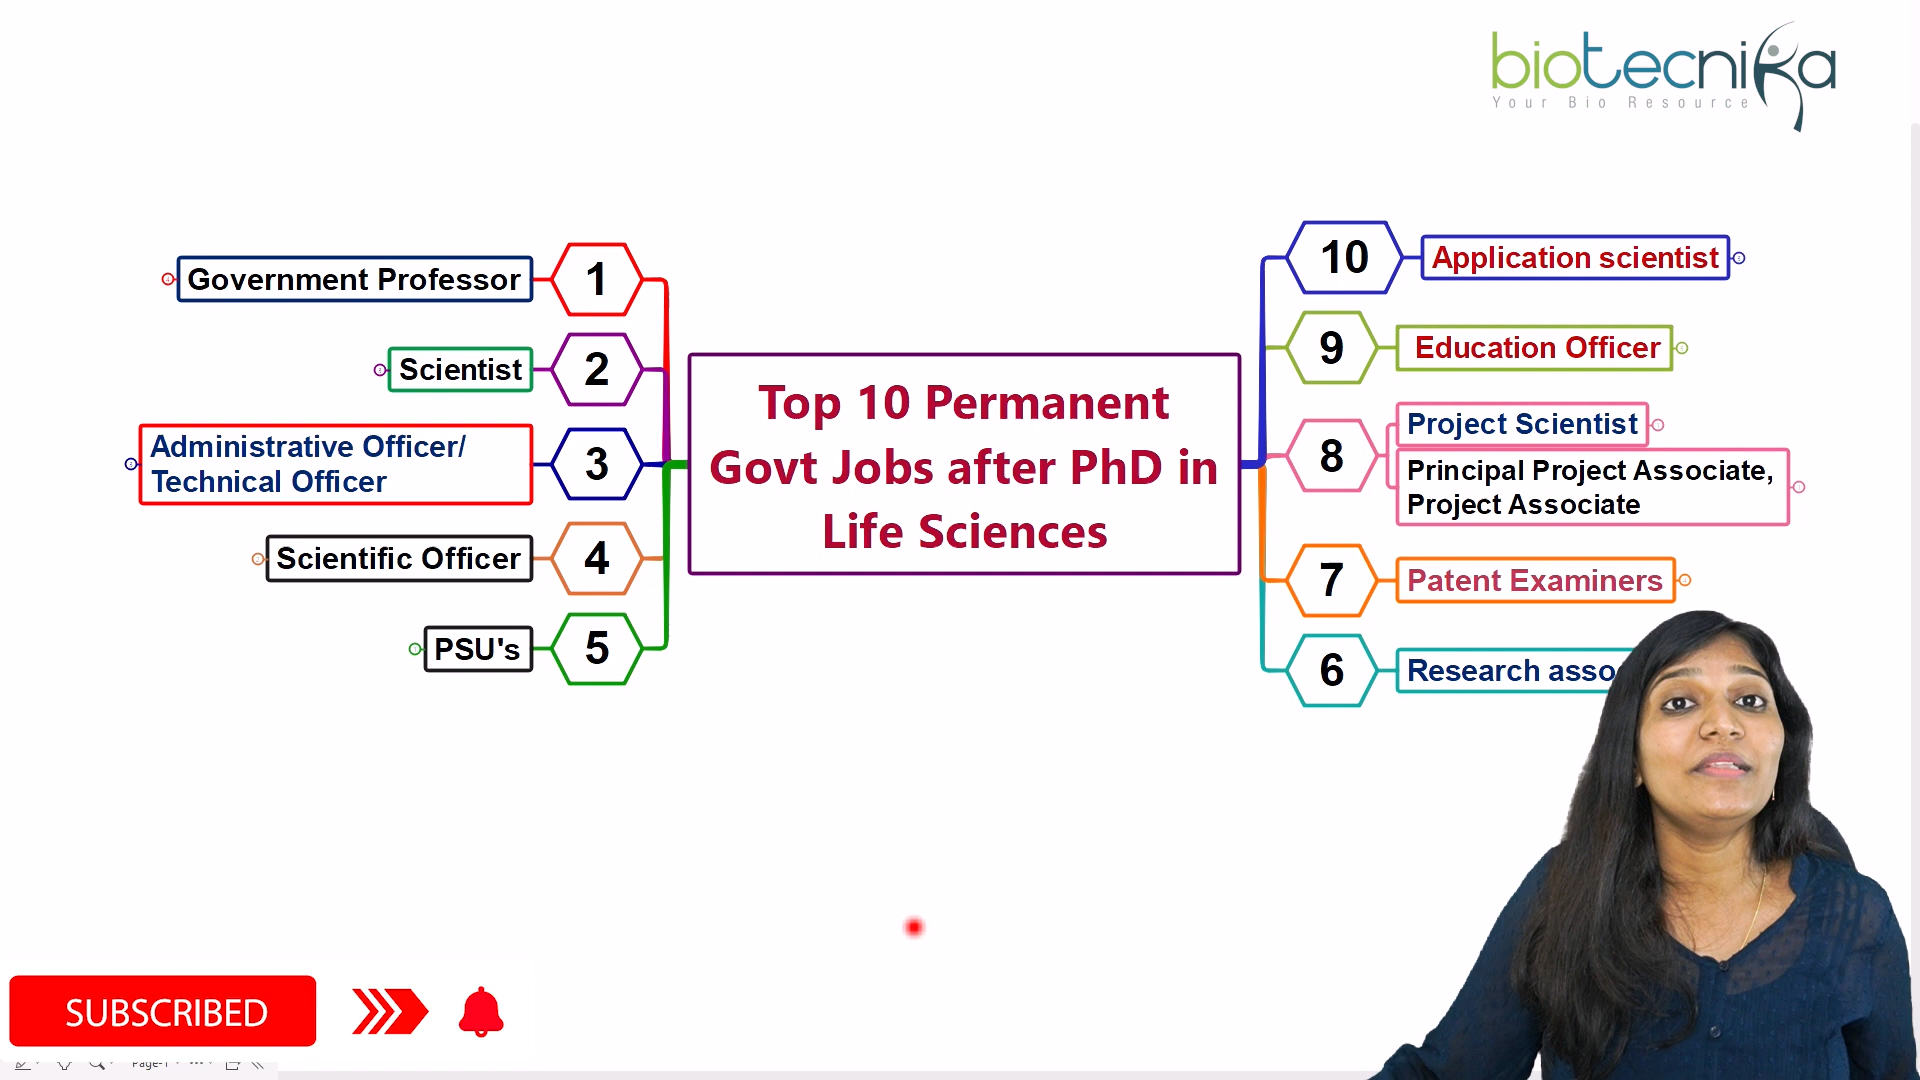 biotecnika
Your Bio Resource
1
Government Professor
2
Scientist
3
Administrative Officer/
Technical Officer
4
Scientific Officer
5
PSU's
Top 10 Permanent
Govt Jobs after PhD in
Life Sciences
10
Application scientist
9
Education Officer
8
Project Scientist
Principal Project Associate,
Project Associate
7
Patent Examiners
6
Research
SUBSCRIBED